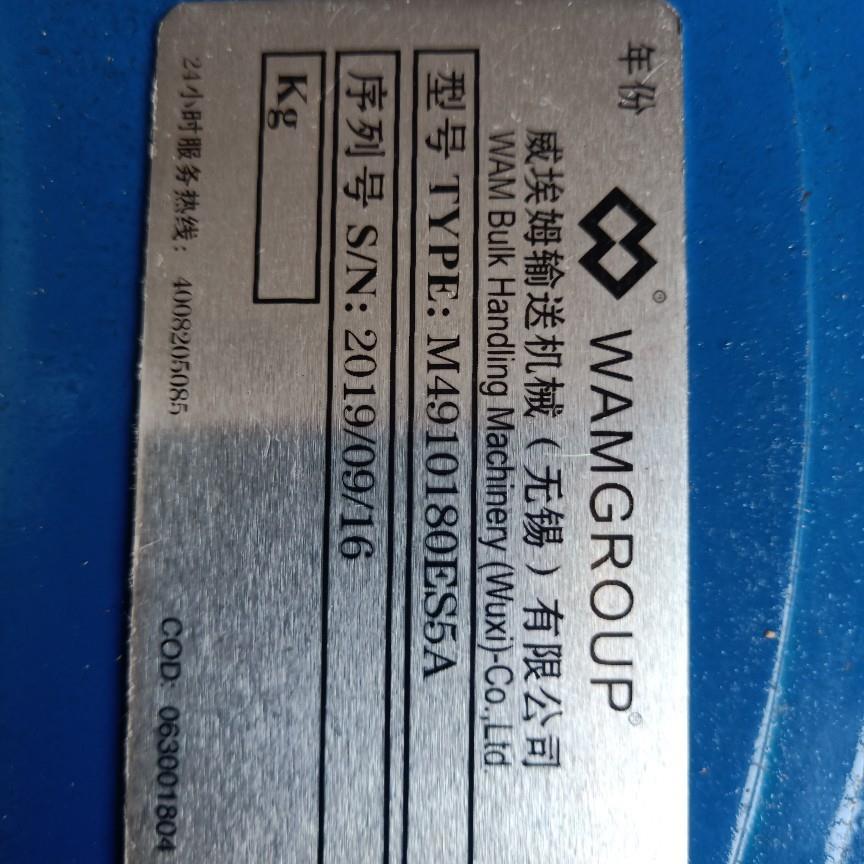 年份
WAMGROUP®
威埃姆输送机械（无锡）有限公司
WAM Bulk Handling Machinery (Wuxi)-Co.,Ltd.
型号 TYPE: M4910180ES5A
序列号 S/N: 2019/09/16
Kg
24小时服务热线: 4008205085
COD: 063001804